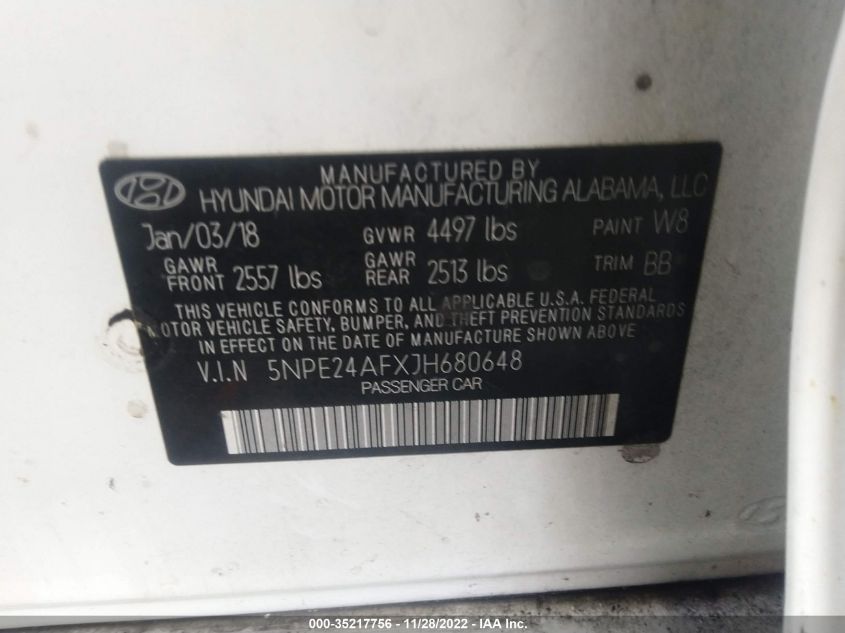 MANUFACTURED BY
HYUNDAI MOTOR MANUFACTURING ALABAMA, LLC
Jan/03/18 GVWR 4497 lbs PAINT W8
GAWR FRONT 2557 lbs GAWR REAR 2513 lbs TRIM BB
THIS VEHICLE CONFORMS TO ALL APPLICABLE U.S.A. FEDERAL
MOTOR VEHICLE SAFETY, BUMPER, AND THEFT PREVENTION STANDARDS
IN EFFECT ON THE DATE OF MANUFACTURE SHOWN ABOVE.
V.I.N 5NPE24AFXJH680648
PASSENGER CAR
000-35217756 - 11/28/2022 - IAA Inc.